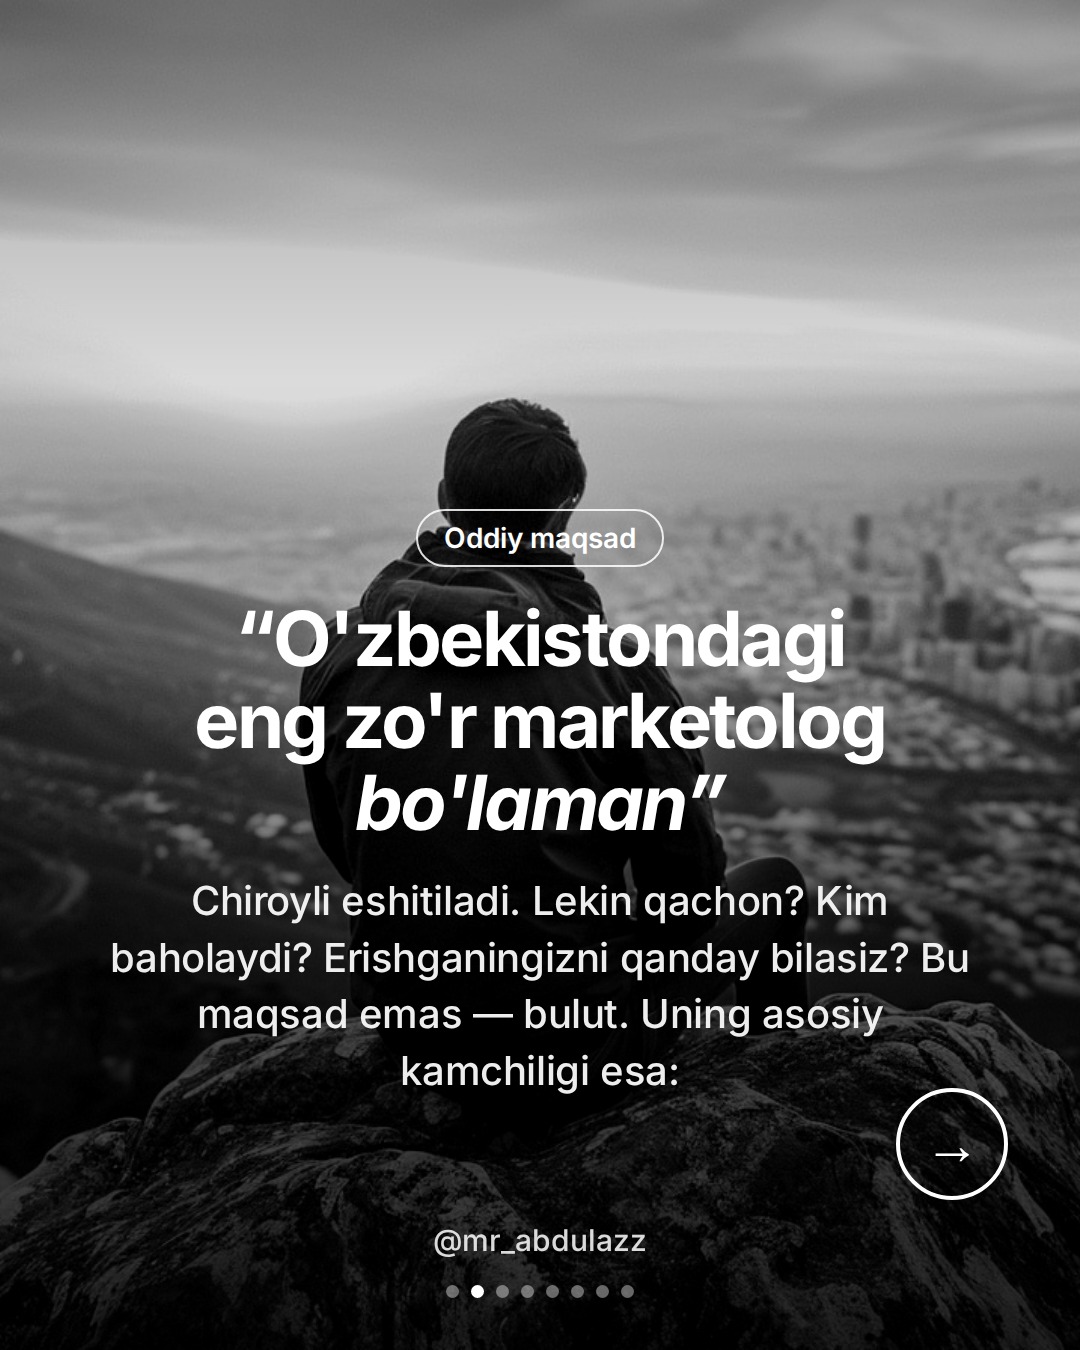 Oddiy maqsad
“O'zbekistondagi
eng zo'r marketolog
bo'laman”
Chiroyli eshitiladi. Lekin qachon? Kim
baholaydi? Erishganingizni qanday bilasiz? Bu
maqsad emas — bulut. Uning asosiy
kamchiligi esa:
→
@mr_abdulazz